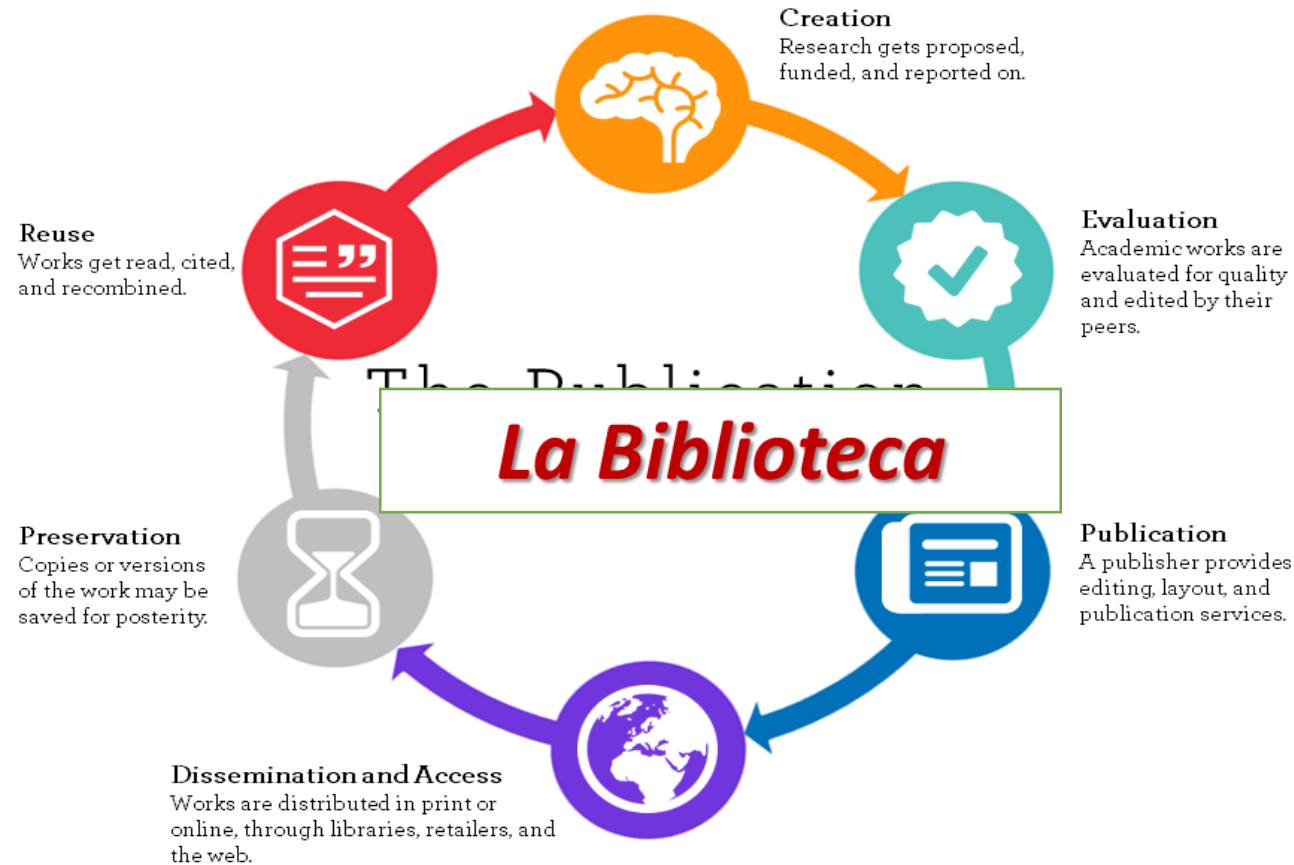 Creation
Research gets proposed,
funded, and reported on.
Evaluation
Academic works are
evaluated for quality
and edited by their
peers.
Reuse
Works get read, cited,
and recombined.
The Publication
La Biblioteca
Preservation
Copies or versions
of the work may be
saved for posterity.
Publication
A publisher provides
editing, layout, and
publication services.
Dissemination and Access
Works are distributed in print or
online, through libraries, retailers, and
the web.